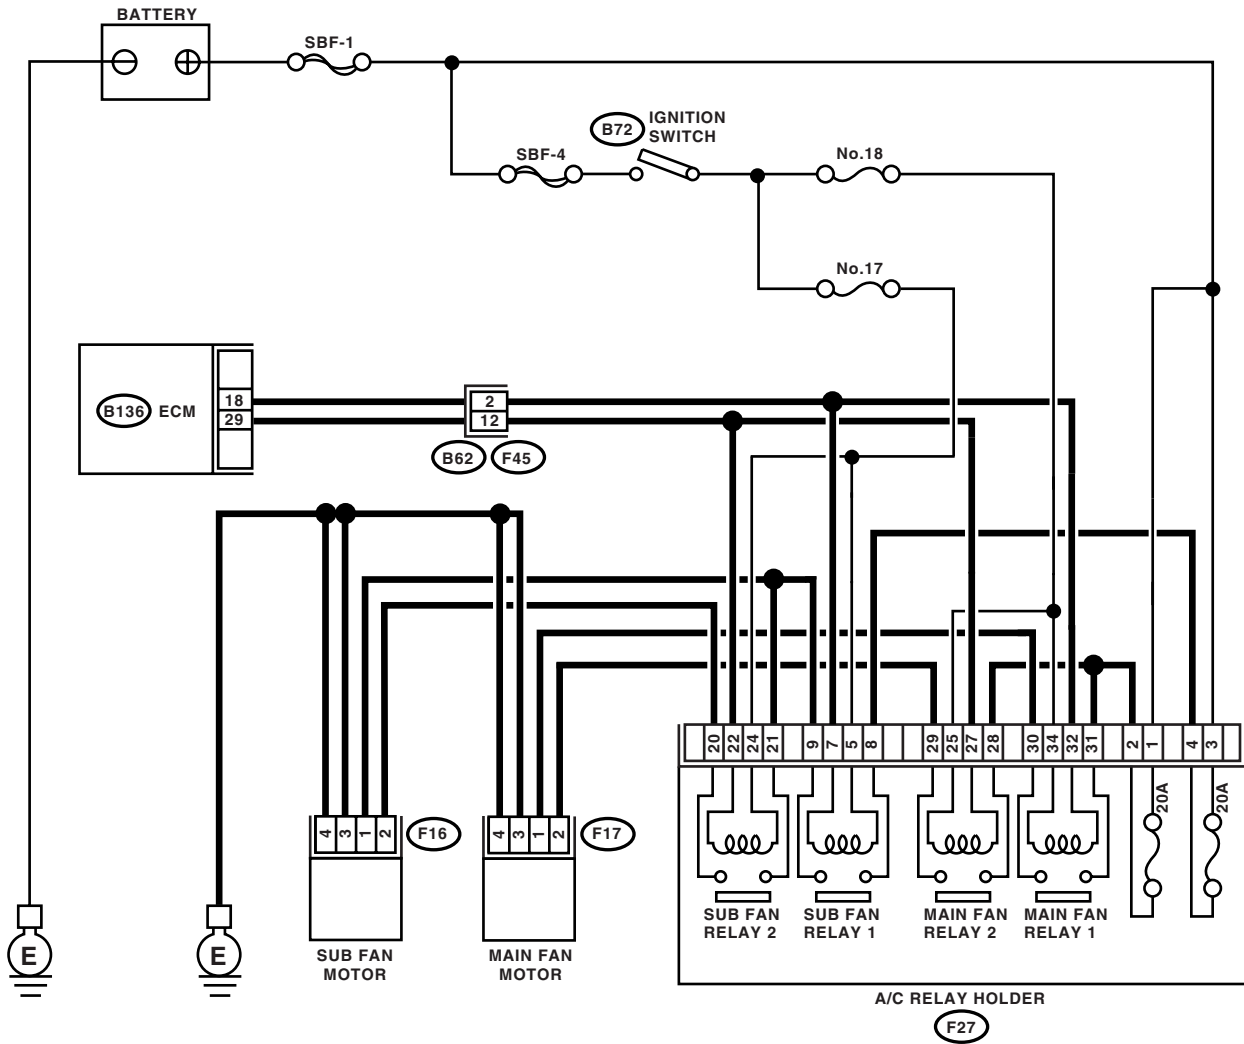 BATTERY
SBF-1
B72
IGNITION
SWITCH
SBF-4
No.18
No.17
B136
ECM
18
29
2
12
B62
F45
20
22
24
21
9
7
5
8
29
25
27
28
30
34
32
31
2
1
4
3
20A
20A
4
3
1
2
F16
4
3
1
2
F17
SUB FAN
RELAY 2
SUB FAN
RELAY 1
MAIN FAN
RELAY 2
MAIN FAN
RELAY 1
E
E
SUB FAN
MOTOR
MAIN FAN
MOTOR
A/C RELAY HOLDER
F27